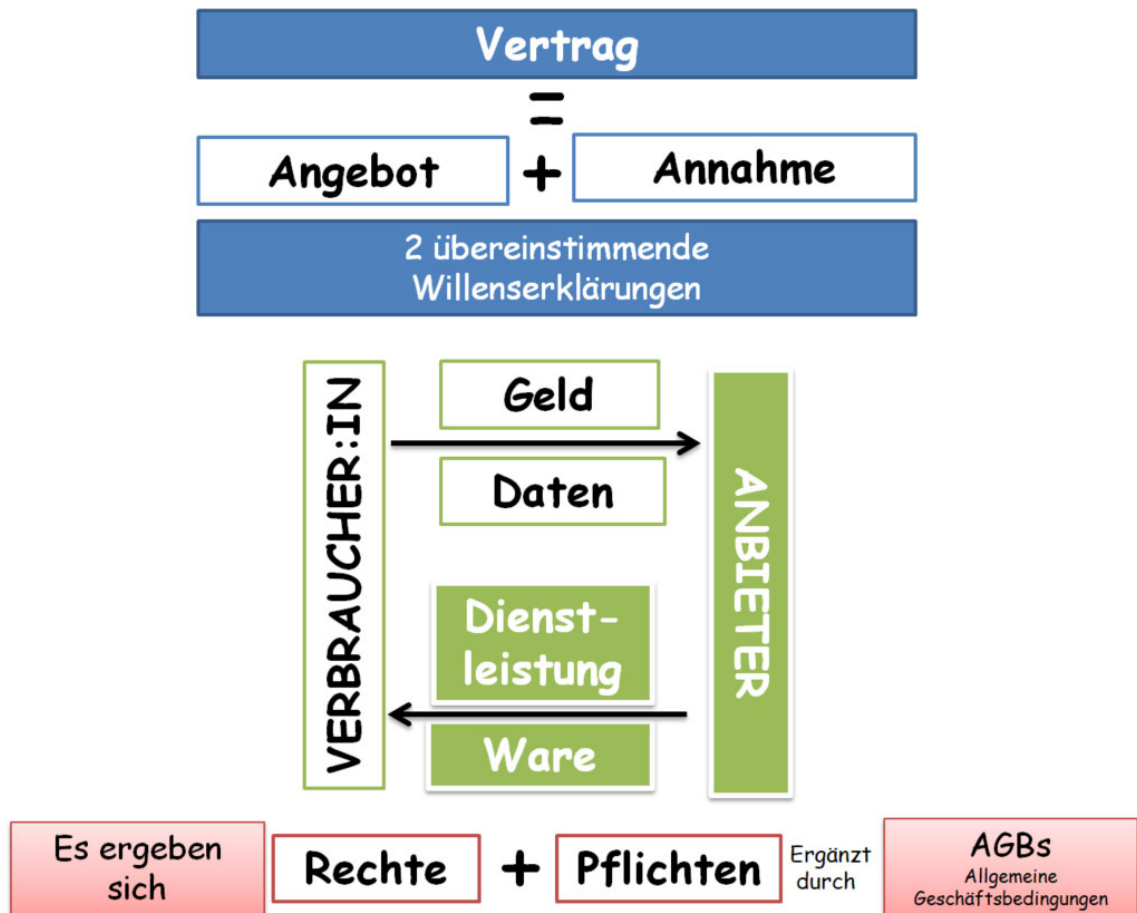 Vertrag
=
Angebot + Annahme
2 übereinstimmende
Willenserklärungen
VERBRAUCHER:IN
Geld
Daten
ANBIETER
Dienst-
leistung
Ware
Es ergeben
sich
Rechte + Pflichten
Ergänzt
durch
AGBs
Allgemeine
Geschäftsbedingungen